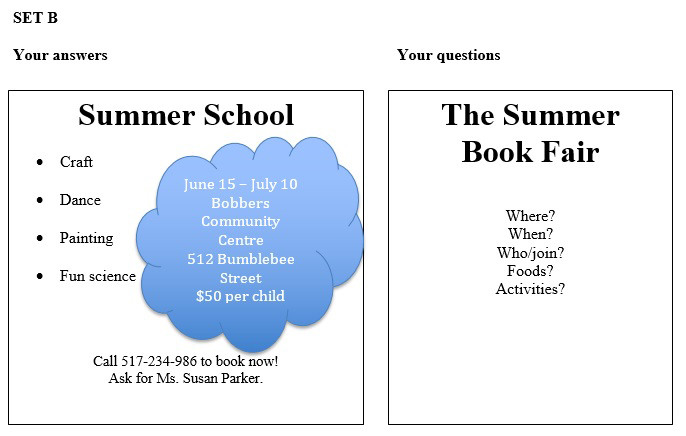 SET B
Your answers
Your questions
Summer School
• Craft
• Dance
• Painting
• Fun science
June 15 – July 10
Bobbers
Community
Centre
512 Bumblebee
Street
$50 per child
Call 517-234-986 to book now!
Ask for Ms. Susan Parker.
The Summer
Book Fair
Where?
When?
Who/join?
Foods?
Activities?